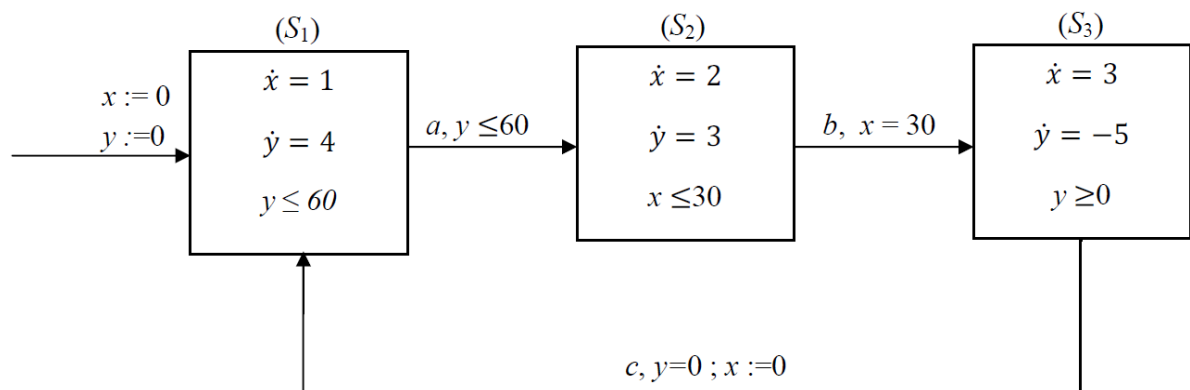 (S1)
(S2)
(S3)
x := 0
y :=0
ẋ = 1
ẏ = 4
y ≤ 60
a, y ≤60
ẋ = 2
ẏ = 3
x ≤30
b, x = 30
ẋ = 3
ẏ = −5
y ≥0
c, y=0 ; x :=0